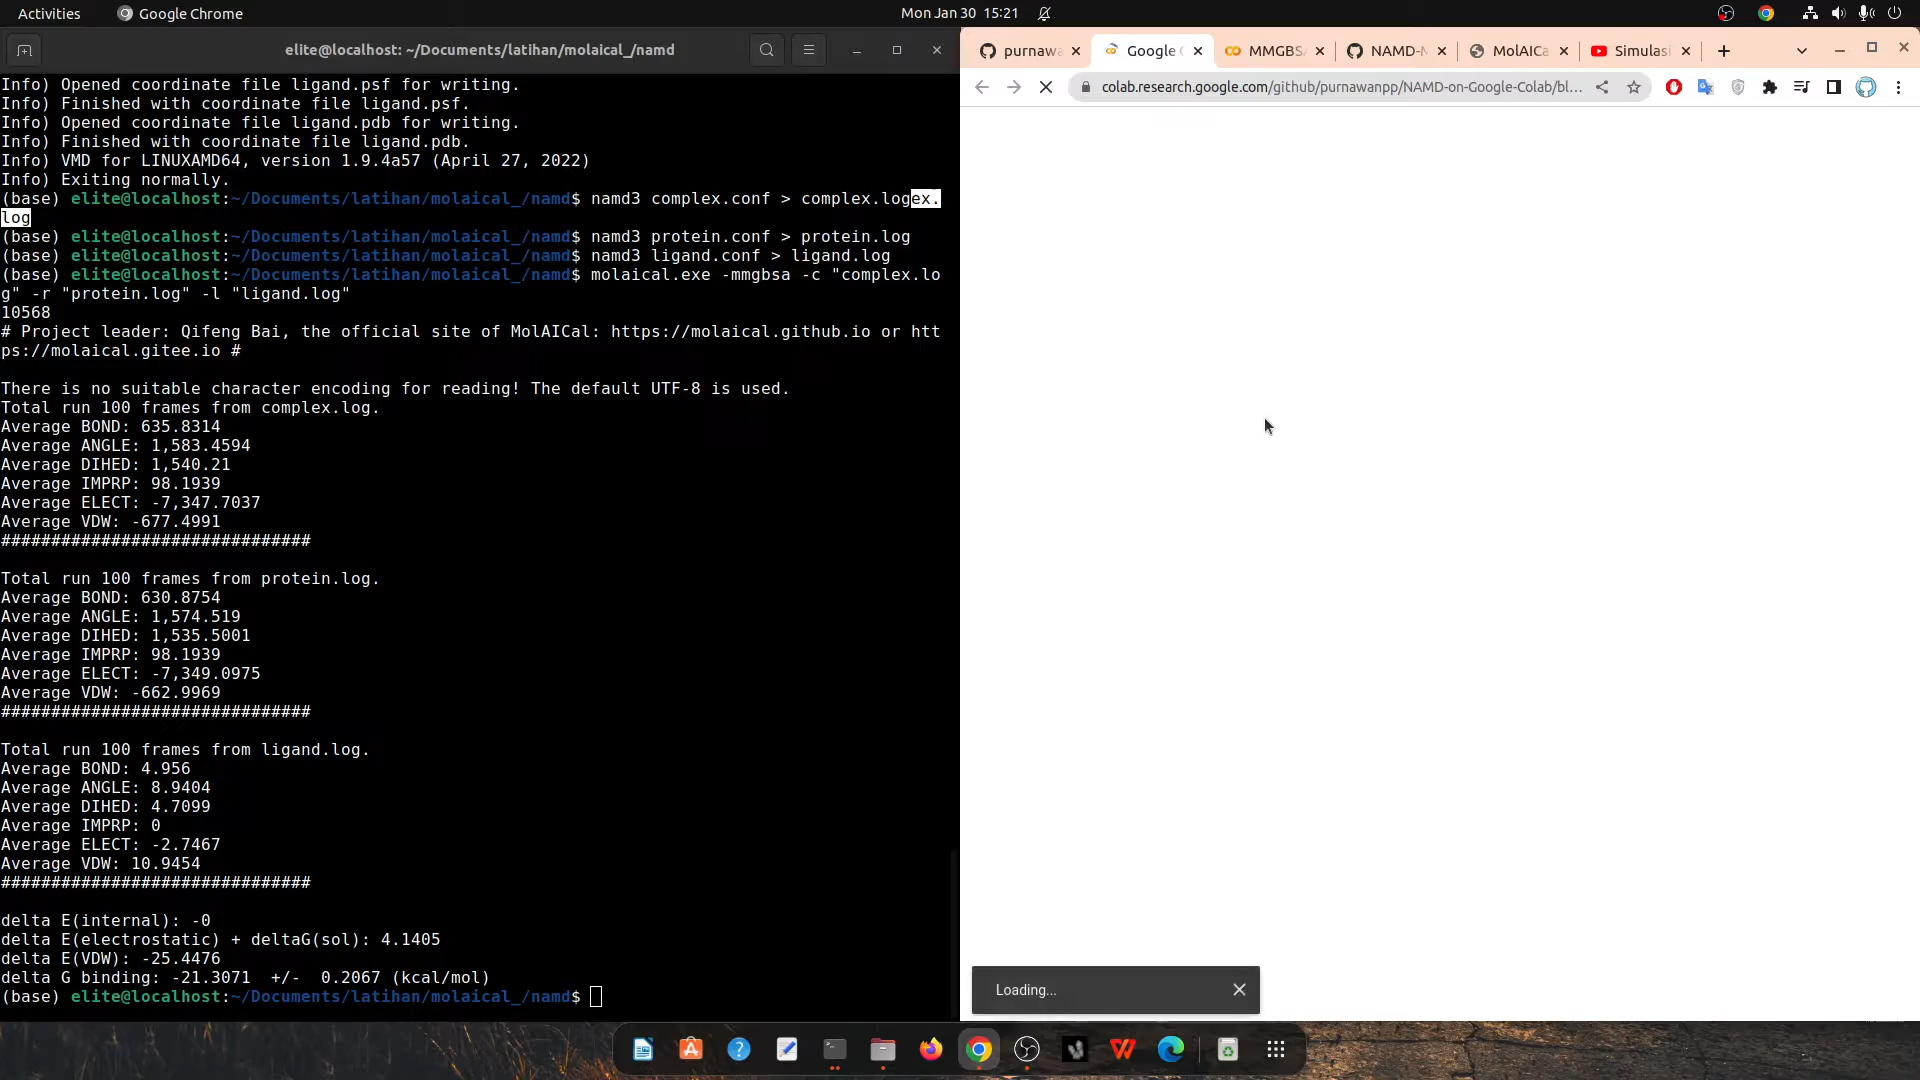 Activities
Google Chrome
Mon Jan 30 15:21
elite@localhost: ~/Documents/latihan/molaical_/namd
Info) Opened coordinate file ligand.psf for writing.
Info) Finished with coordinate file ligand.psf.
Info) Opened coordinate file ligand.pdb for writing.
Info) Finished with coordinate file ligand.pdb.
Info) VMD for LINUXAMD64, version 1.9.4a57 (April 27, 2022)
Info) Exiting normally.
(base) elite@localhost:~/Documents/latihan/molaical_/namd$ namd3 complex.conf > complex.logex.
log
(base) elite@localhost:~/Documents/latihan/molaical_/namd$ namd3 protein.conf > protein.log
(base) elite@localhost:~/Documents/latihan/molaical_/namd$ namd3 ligand.conf > ligand.log
(base) elite@localhost:~/Documents/latihan/molaical_/namd$ molaical.exe -mmgbsa -c "complex.lo
g" -r "protein.log" -l "ligand.log"
10568
# Project leader: Qifeng Bai, the official site of MolAICal: https://molaical.github.io or htt
ps://molaical.gitee.io #
There is no suitable character encoding for reading! The default UTF-8 is used.
Total run 100 frames from complex.log.
Average BOND: 635.8314
Average ANGLE: 1,583.4594
Average DIHED: 1,540.21
Average IMPRP: 98.1939
Average ELECT: -7,347.7037
Average VDW: -677.4991
###############################
Total run 100 frames from protein.log.
Average BOND: 630.8754
Average ANGLE: 1,574.519
Average DIHED: 1,535.5001
Average IMPRP: 98.1939
Average ELECT: -7,349.0975
Average VDW: -662.9969
###############################
Total run 100 frames from ligand.log.
Average BOND: 4.956
Average ANGLE: 8.9404
Average DIHED: 4.7099
Average IMPRP: 0
Average ELECT: -2.7467
Average VDW: 10.9454
###############################
delta E(internal): -0
delta E(electrostatic) + deltaG(sol): 4.1405
delta E(VDW): -25.4476
delta G binding: -21.3071  +/-  0.2067 (kcal/mol)
(base) elite@localhost:~/Documents/latihan/molaical_/namd$
purnawa
Google C
MMGBSA
NAMD-M
MolAICa
Simulasi
colab.research.google.com/github/purnawanpp/NAMD-on-Google-Colab/bl...
Loading...